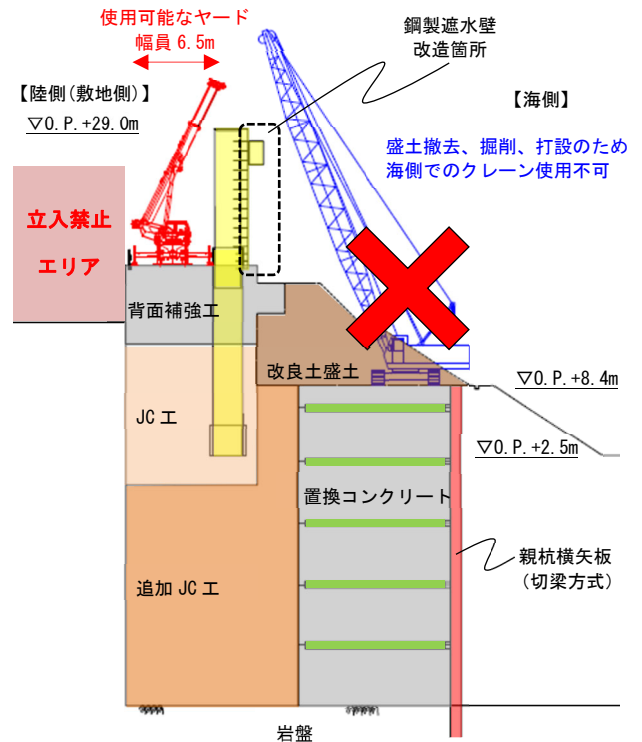 使用可能なヤード
幅員 6.5m
鋼製遮水壁
改造箇所
【陸側(敷地側)】
▽O.P.+29.0m
【海側】
盛土撤去、掘削、打設のため
海側でのクレーン使用不可
立入禁止
エリア
背面補強工
改良土盛土
▽O.P.+8.4m
JC 工
▽O.P.+2.5m
置換コンクリート
親杭横矢板
(切梁方式)
追加 JC 工
岩盤